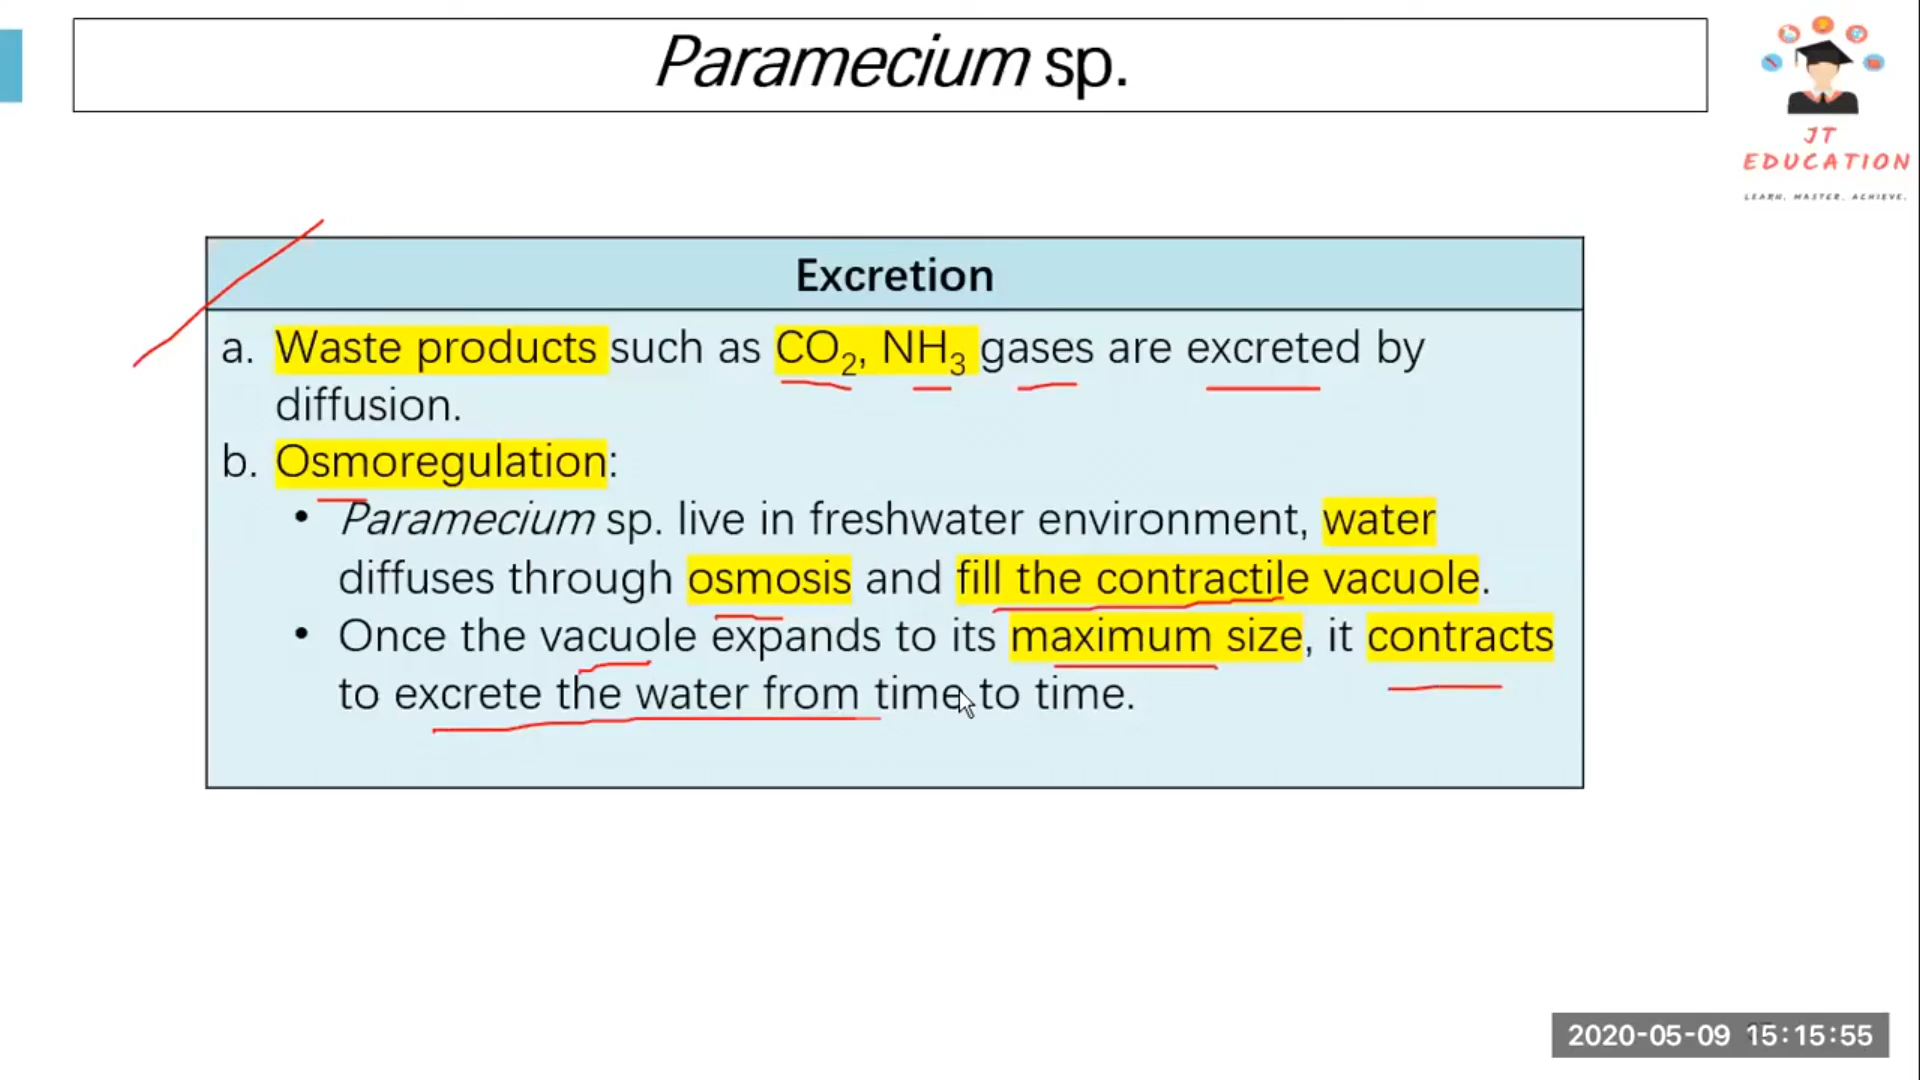 Paramecium sp.
JT
EDUCATION
LEARN. MASTER. ACHIEVE.
Excretion
a. Waste products such as CO₂, NH₃ gases are excreted by
diffusion.
b. Osmoregulation:
• Paramecium sp. live in freshwater environment, water
diffuses through osmosis and fill the contractile vacuole.
• Once the vacuole expands to its maximum size, it contracts
to excrete the water from time to time.
2020-05-09 15:15:55